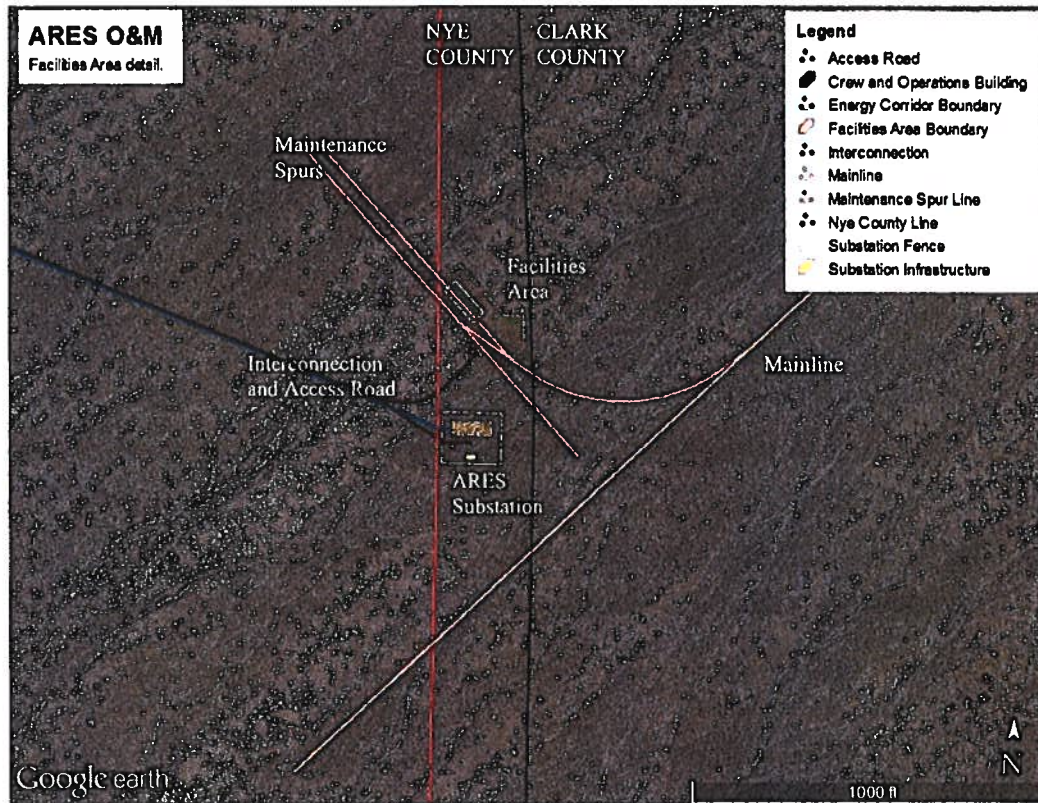 ARES O&M
Facilities Area detail.
NYE
COUNTY
CLARK
COUNTY
Legend
Access Road
Crew and Operations Building
Energy Corridor Boundary
Facilities Area Boundary
Interconnection
Mainline
Maintenance Spur Line
Nye County Line
Substation Fence
Substation Infrastructure
Maintenance
Spurs
Facilities
Area
Interconnection
and Access Road
Mainline
ARES
Substation
Google earth
N
1000 ft